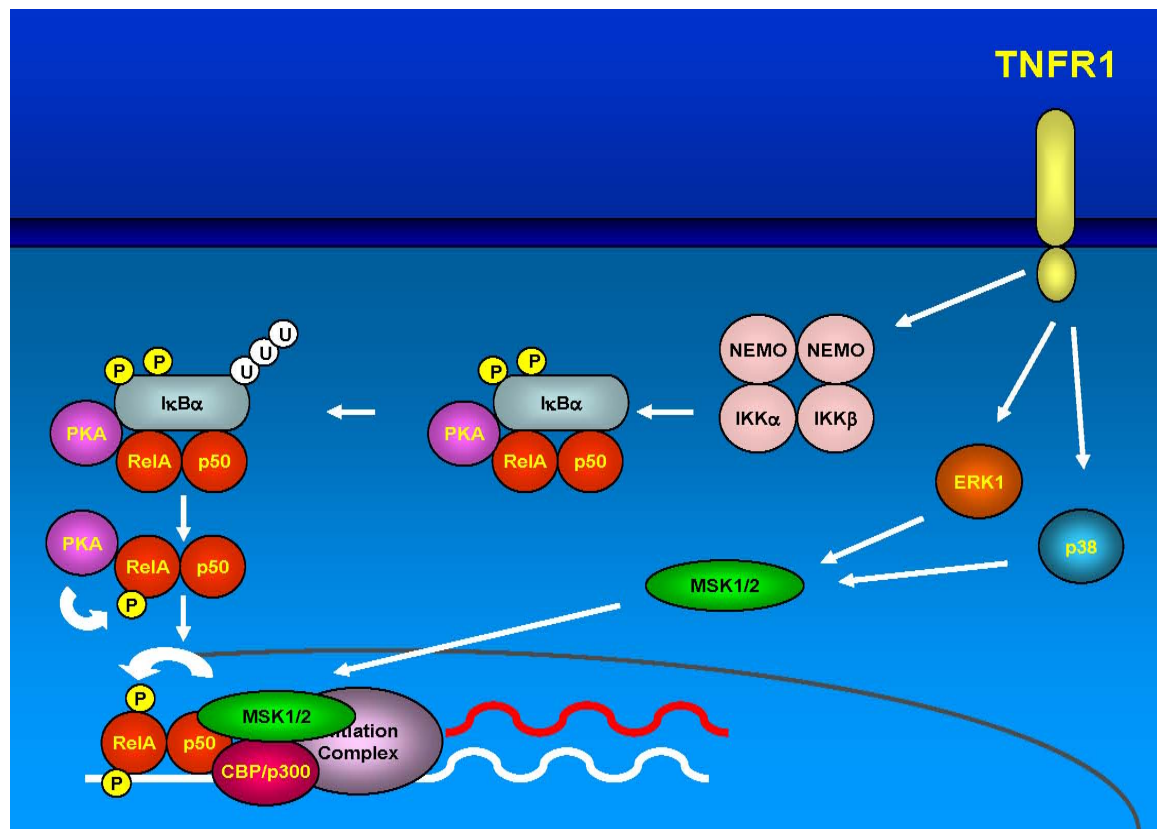 TNFR1
NEMO NEMO
IKKα IKKβ
P P U U U
IκBα
PKA
RelA p50
P P
IκBα
PKA
RelA p50
ERK1
p38
PKA
RelA p50
P
MSK1/2
P
MSK1/2
RelA p50
Complex
CBP/p300
P